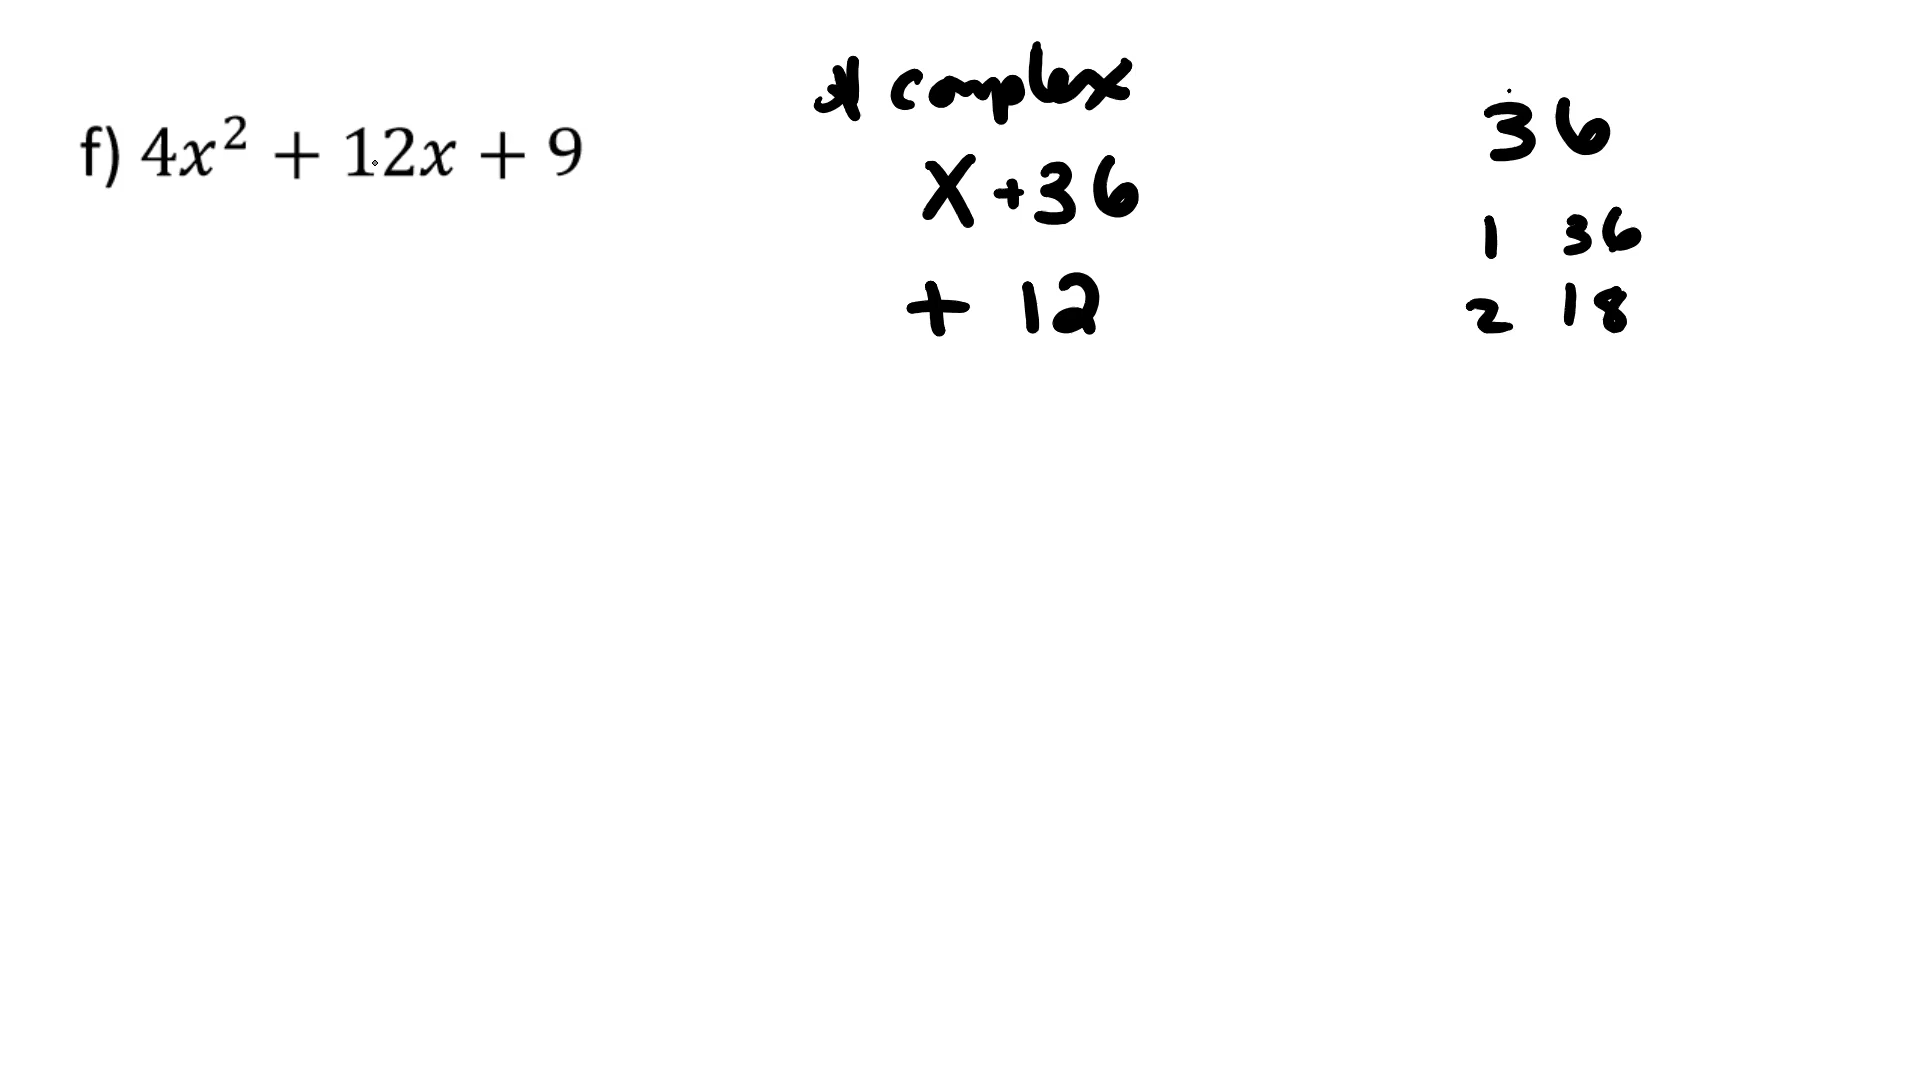 f) 4x² + 12x + 9
* complex
x +36
+ 12
36
1 36
2 18